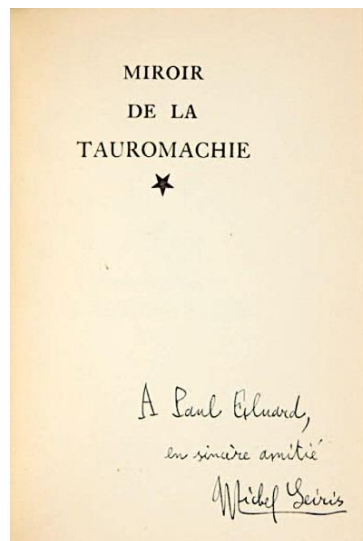 MIROIR
DE LA
TAUROMACHIE
A Paul Eluard,
en sincère amitié
Michel Leiris